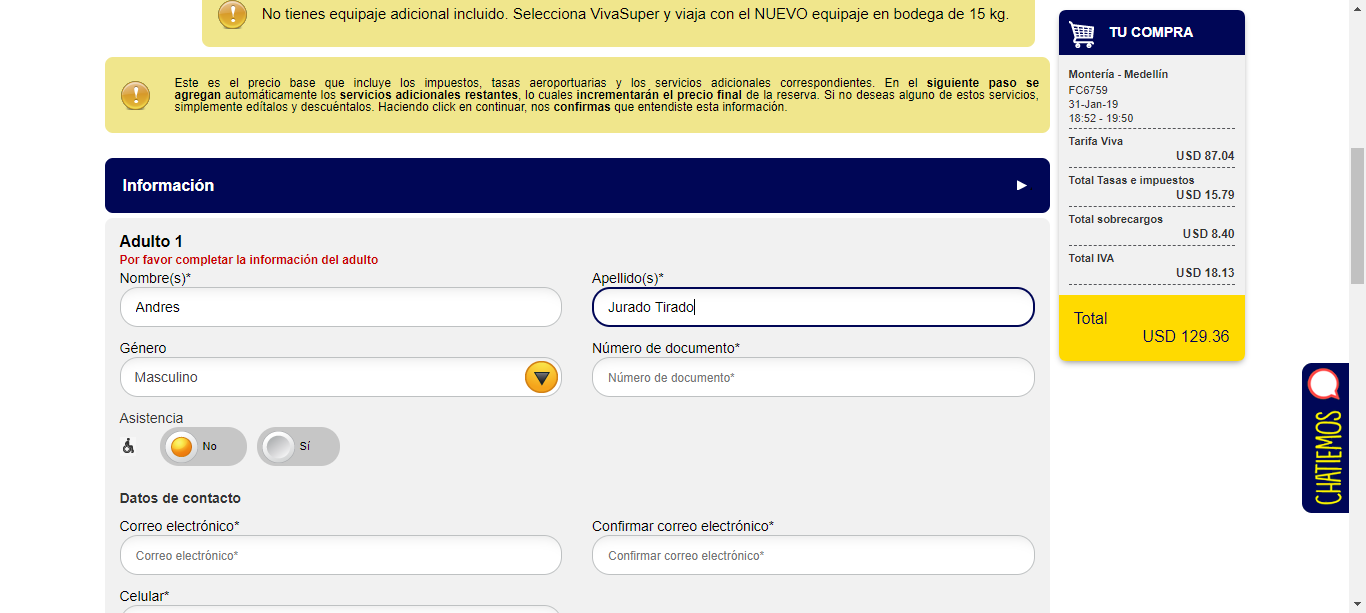 No tienes equipaje adicional incluido. Selecciona VivaSuper y viaja con el NUEVO equipaje en bodega de 15 kg.
Este es el precio base que incluye los impuestos, tasas aeroportuarias y los servicios adicionales correspondientes. En el siguiente paso se
agregan automáticamente los servicios adicionales restantes, lo cuales incrementarán el precio final de la reserva. Si no deseas alguno de estos servicios,
simplemente edítalos y descuéntalos. Haciendo click en continuar, nos confirmas que entendiste esta información.
Información
Adulto 1
Por favor completar la información del adulto
Nombre(s)* Apellido(s)*
Andres Jurado Tirado
Género Número de documento*
Masculino Número de documento*
Asistencia
No Sí
Datos de contacto
Correo electrónico* Confirmar correo electrónico*
Correo electrónico* Confirmar correo electrónico*
Celular*
TU COMPRA
Montería - Medellín
FC6759
31-Jan-19
18:52 - 19:50
Tarifa Viva
USD 87.04
Total Tasas e impuestos
USD 15.79
Total sobrecargos
USD 8.40
Total IVA
USD 18.13
Total
USD 129.36
CHATIEMOS